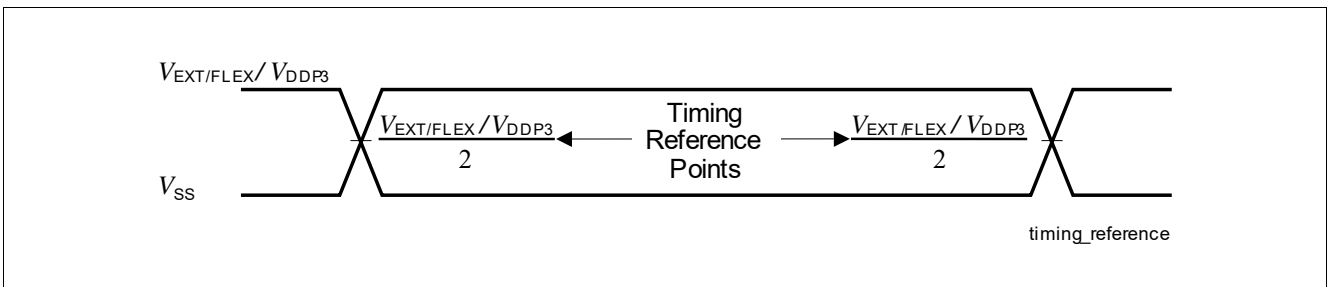 VEXT/FLEX/VDDP3
VEXT/FLEX/VDDP3
2
Timing
Reference
Points
VEXT/FLEX/VDDP3
2
VSS
timing_reference